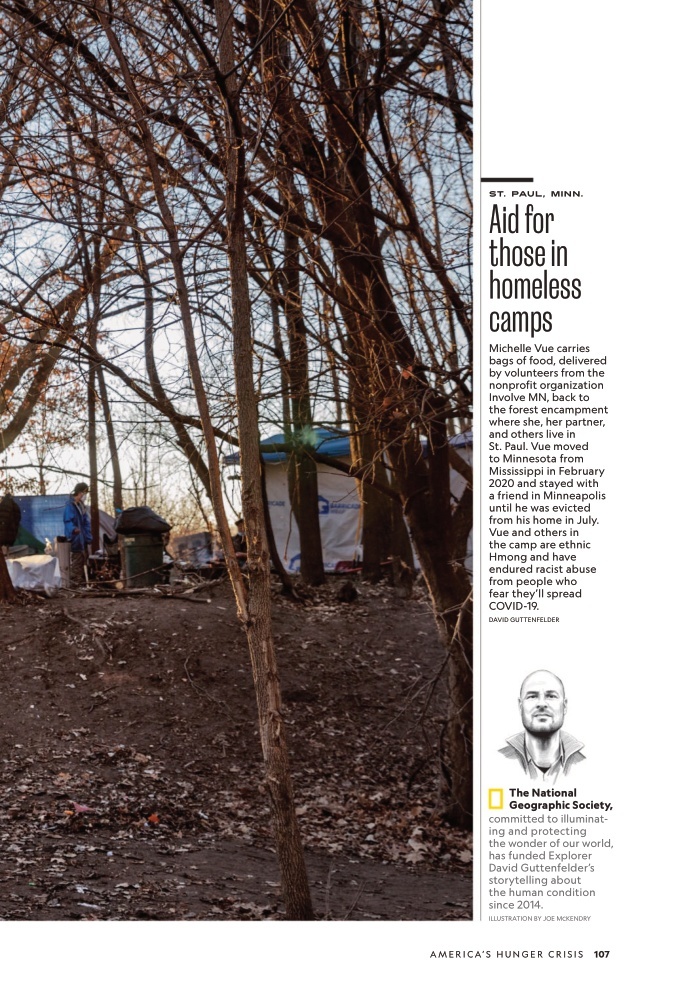 ST. PAUL, MINN.
Aid for
those in
homeless
camps
Michelle Vue carries
bags of food, delivered
by volunteers from the
nonprofit organization
Involve MN, back to
the forest encampment
where she, her partner,
and others live in
St. Paul. Vue moved
to Minnesota from
Mississippi in February
2020 and stayed with
a friend in Minneapolis
until he was evicted
from his home in July.
Vue and others in
the camp are ethnic
Hmong and have
endured racist abuse
from people who
fear they’ll spread
COVID-19.
DAVID GUTTENFELDER
The National
Geographic Society,
committed to illuminat-
ing and protecting
the wonder of our world,
has funded Explorer
David Guttenfelder’s
storytelling about
the human condition
since 2014.
ILLUSTRATION BY JOE McKENDRY
AMERICA’S HUNGER CRISIS 107